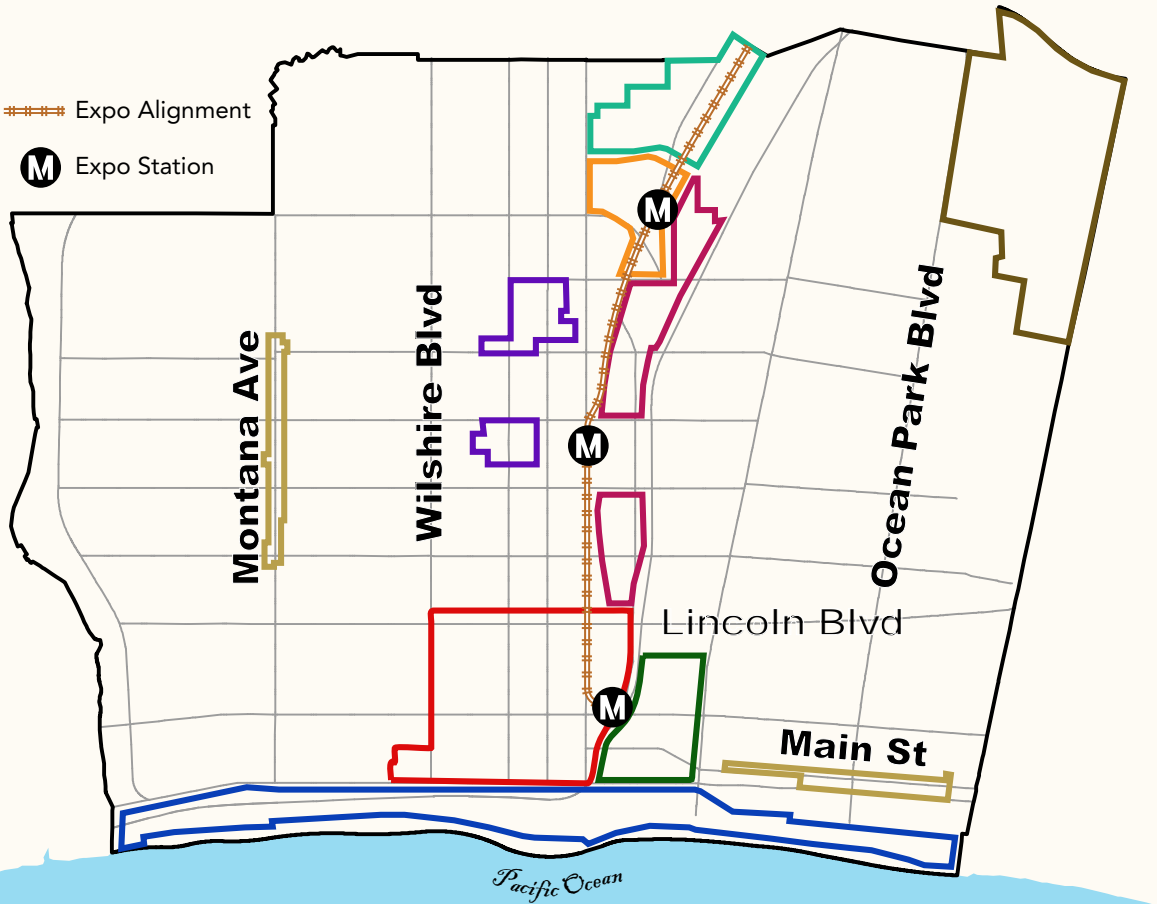 Expo Alignment
M Expo Station
M
Montana Ave
Wilshire Blvd
Ocean Park Blvd
M
Lincoln Blvd
M
Main St
Pacific Ocean